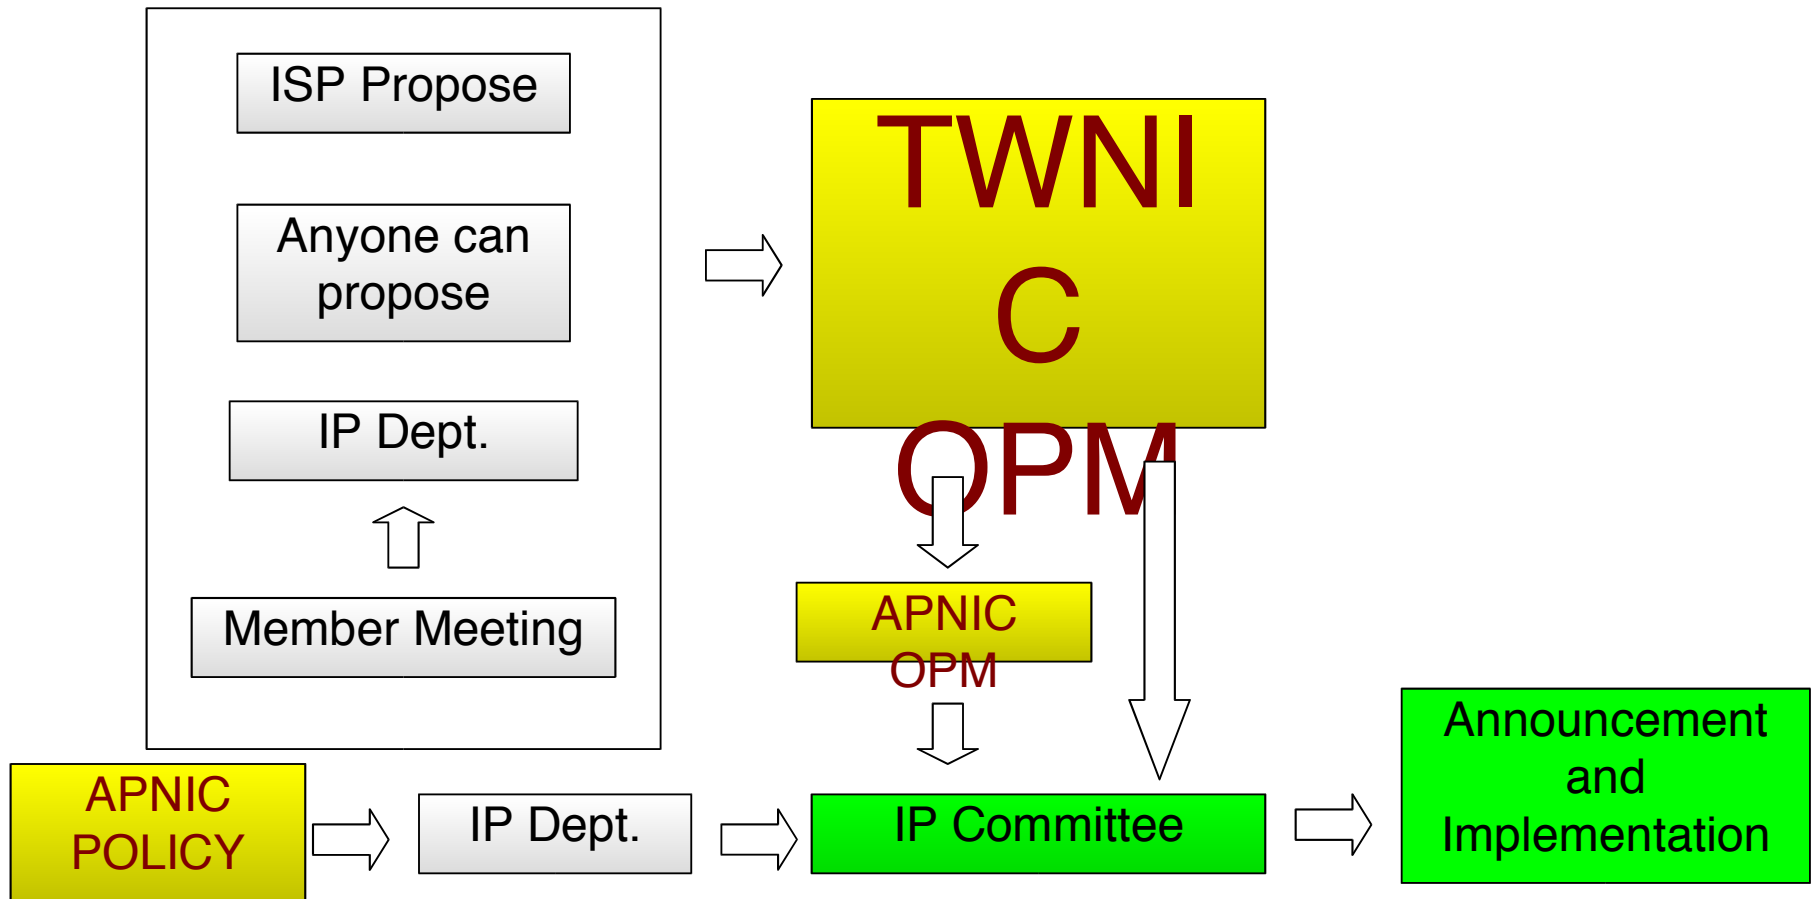 ISP Propose
Anyone can
propose
IP Dept.
Member Meeting
TWNI
C
OPM
APNIC
OPM
APNIC
POLICY
IP Dept.
IP Committee
Announcement
and
Implementation